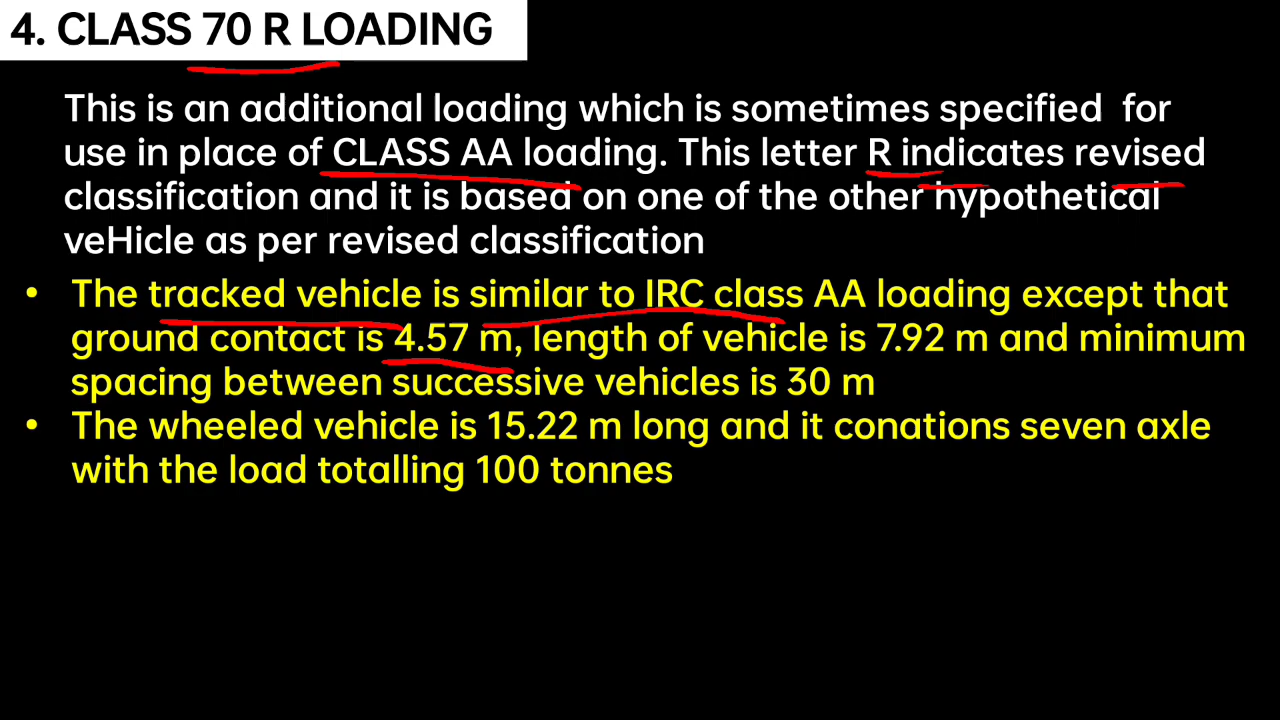 4. CLASS 70 R LOADING
This is an additional loading which is sometimes specified for
use in place of CLASS AA loading. This letter R indicates revised
classification and it is based on one of the other hypothetical
veHicle as per revised classification
• The tracked vehicle is similar to IRC class AA loading except that
ground contact is 4.57 m, length of vehicle is 7.92 m and minimum
spacing between successive vehicles is 30 m
• The wheeled vehicle is 15.22 m long and it conations seven axle
with the load totalling 100 tonnes